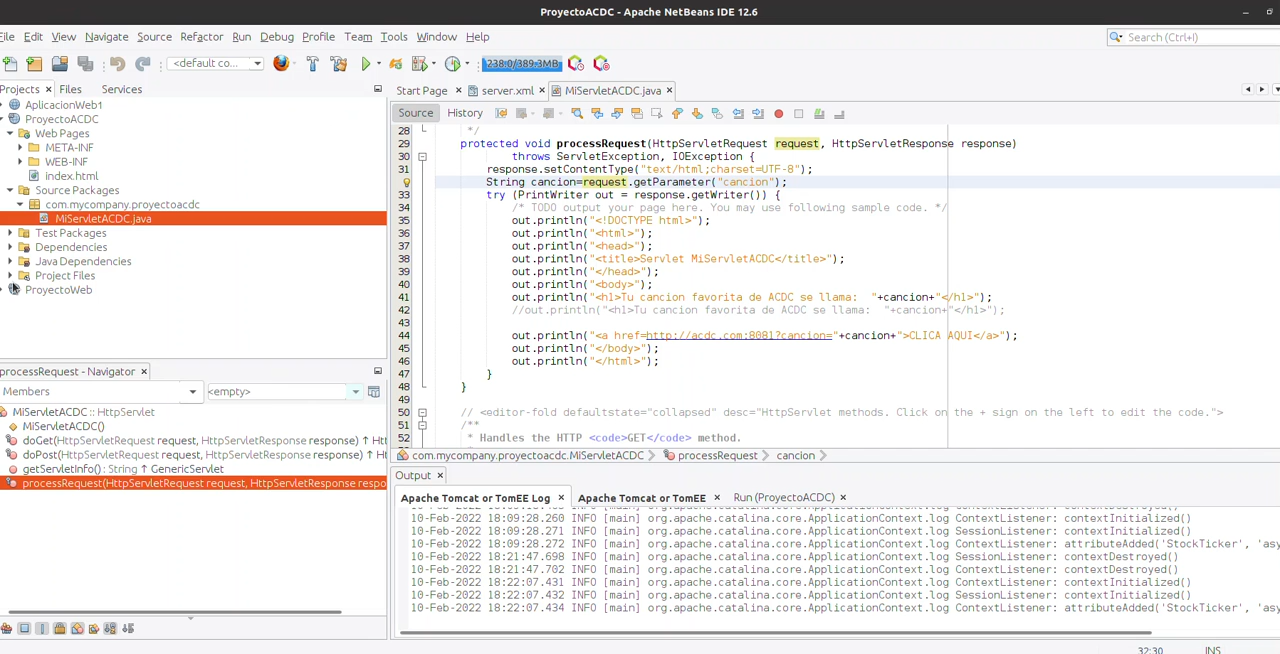 ProyectoACDC - Apache NetBeans IDE 12.6
File Edit View Navigate Source Refactor Run Debug Profile Team Tools Window Help
Search (Ctrl+I)
<default co... 238.0/389.3MB
Projects Files Services
Start Page server.xml MiServletACDC.java
AplicacionWeb1
ProyectoACDC
Web Pages
META-INF
WEB-INF
index.html
Source Packages
com.mycompany.proyectoacdc
MiServletACDC.java
Test Packages
Dependencies
Java Dependencies
Project Files
ProyectoWeb
Source History
28 */
29 protected void processRequest(HttpServletRequest request, HttpServletResponse response)
30 throws ServletException, IOException {
31 response.setContentType("text/html;charset=UTF-8");
String cancion=request.getParameter("cancion");
33 try (PrintWriter out = response.getWriter()) {
34 /* TODO output your page here. You may use following sample code. */
35 out.println("<!DOCTYPE html>");
36 out.println("<html>");
37 out.println("<head>");
38 out.println("<title>Servlet MiServletACDC</title>");
39 out.println("</head>");
40 out.println("<body>");
41 out.println("<h1>Tu cancion favorita de ACDC se llama:  "+cancion+"</h1>");
42 //out.println("<h1>Tu cancion favorita de ACDC se llama:  "+cancion+"</h1>");
43
44 out.println("<a href=http://acdc.com:8081?cancion="+cancion+">CLICA AQUI</a>");
45 out.println("</body>");
46 out.println("</html>");
47 }
48 }
49
50 // <editor-fold defaultstate="collapsed" desc="HttpServlet methods. Click on the + sign on the left to edit the code.">
51 /**
52 * Handles the HTTP <code>GET</code> method.
com.mycompany.proyectoacdc.MiServletACDC processRequest cancion
processRequest - Navigator
Members <empty>
MiServletACDC :: HttpServlet
MiServletACDC()
doGet(HttpServletRequest request, HttpServletResponse response) ↑ Ht
doPost(HttpServletRequest request, HttpServletResponse response) ↑ H
getServletInfo() : String ↑ GenericServlet
processRequest(HttpServletRequest request, HttpServletResponse respo
Output
Apache Tomcat or TomEE Log Apache Tomcat or TomEE Run (ProyectoACDC)
10-Feb-2022 18:09:28.260 INFO [main] org.apache.catalina.core.ApplicationContext.log ContextListener: contextInitialized()
10-Feb-2022 18:09:28.271 INFO [main] org.apache.catalina.core.ApplicationContext.log SessionListener: contextInitialized()
10-Feb-2022 18:09:28.272 INFO [main] org.apache.catalina.core.ApplicationContext.log ContextListener: attributeAdded('StockTicker', 'asy
10-Feb-2022 18:21:47.698 INFO [main] org.apache.catalina.core.ApplicationContext.log SessionListener: contextDestroyed()
10-Feb-2022 18:21:47.702 INFO [main] org.apache.catalina.core.ApplicationContext.log ContextListener: contextDestroyed()
10-Feb-2022 18:22:07.431 INFO [main] org.apache.catalina.core.ApplicationContext.log ContextListener: contextInitialized()
10-Feb-2022 18:22:07.432 INFO [main] org.apache.catalina.core.ApplicationContext.log SessionListener: contextInitialized()
10-Feb-2022 18:22:07.434 INFO [main] org.apache.catalina.core.ApplicationContext.log ContextListener: attributeAdded('StockTicker', 'asy
32:30 INS